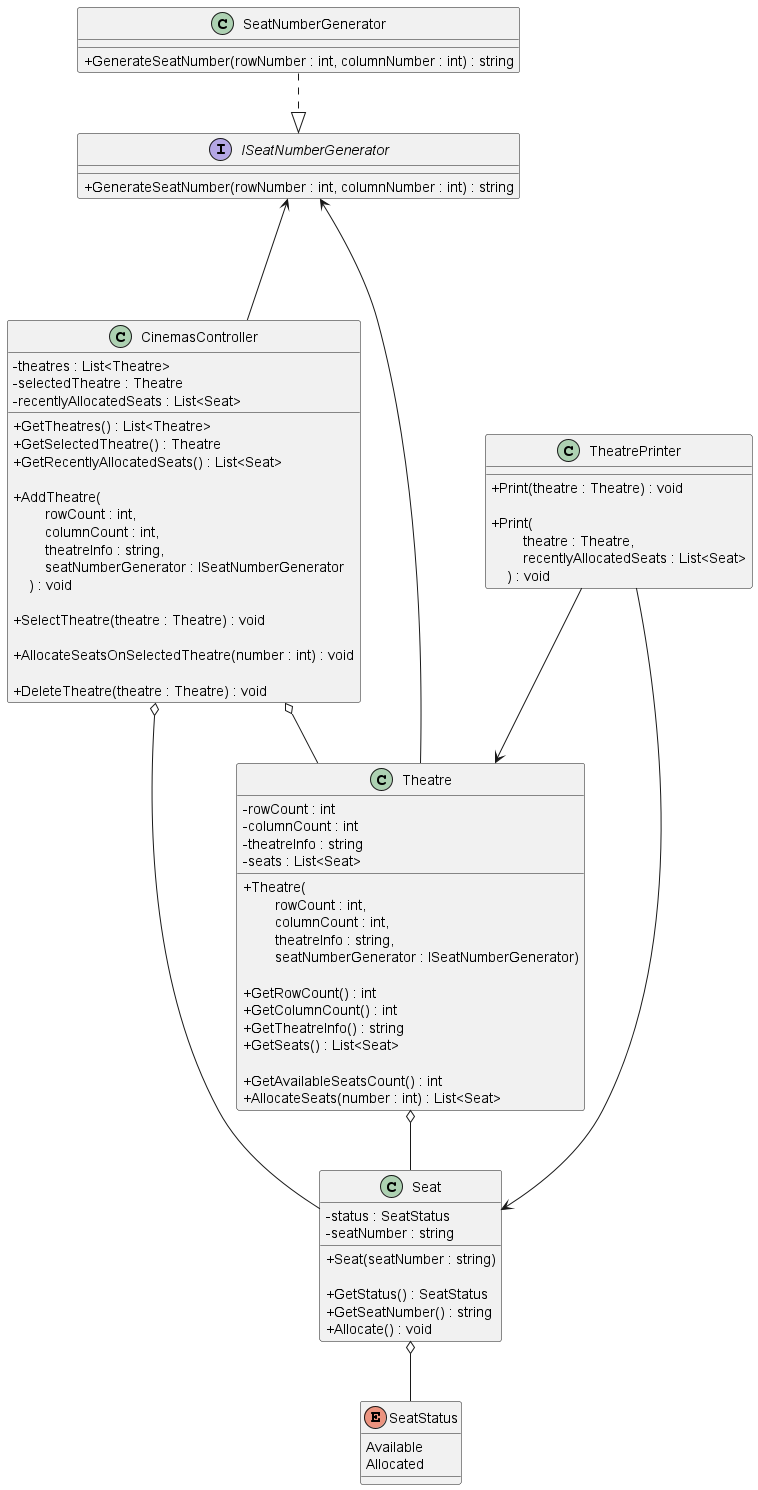 C SeatNumberGenerator
+GenerateSeatNumber(rowNumber : int, columnNumber : int) : string
I ISeatNumberGenerator
+GenerateSeatNumber(rowNumber : int, columnNumber : int) : string
C CinemasController
-theatres : List<Theatre>
-selectedTheatre : Theatre
-recentlyAllocatedSeats : List<Seat>
+GetTheatres() : List<Theatre>
+GetSelectedTheatre() : Theatre
+GetRecentlyAllocatedSeats() : List<Seat>
+AddTheatre(
rowCount : int,
columnCount : int,
theatreInfo : string,
seatNumberGenerator : ISeatNumberGenerator
) : void
+SelectTheatre(theatre : Theatre) : void
+AllocateSeatsOnSelectedTheatre(number : int) : void
+DeleteTheatre(theatre : Theatre) : void
C TheatrePrinter
+Print(theatre : Theatre) : void
+Print(
theatre : Theatre,
recentlyAllocatedSeats : List<Seat>
) : void
C Theatre
-rowCount : int
-columnCount : int
-theatreInfo : string
-seats : List<Seat>
+Theatre(
rowCount : int,
columnCount : int,
theatreInfo : string,
seatNumberGenerator : ISeatNumberGenerator)
+GetRowCount() : int
+GetColumnCount() : int
+GetTheatreInfo() : string
+GetSeats() : List<Seat>
+GetAvailableSeatsCount() : int
+AllocateSeats(number : int) : List<Seat>
C Seat
-status : SeatStatus
-seatNumber : string
+Seat(seatNumber : string)
+GetStatus() : SeatStatus
+GetSeatNumber() : string
+Allocate() : void
E SeatStatus
Available
Allocated